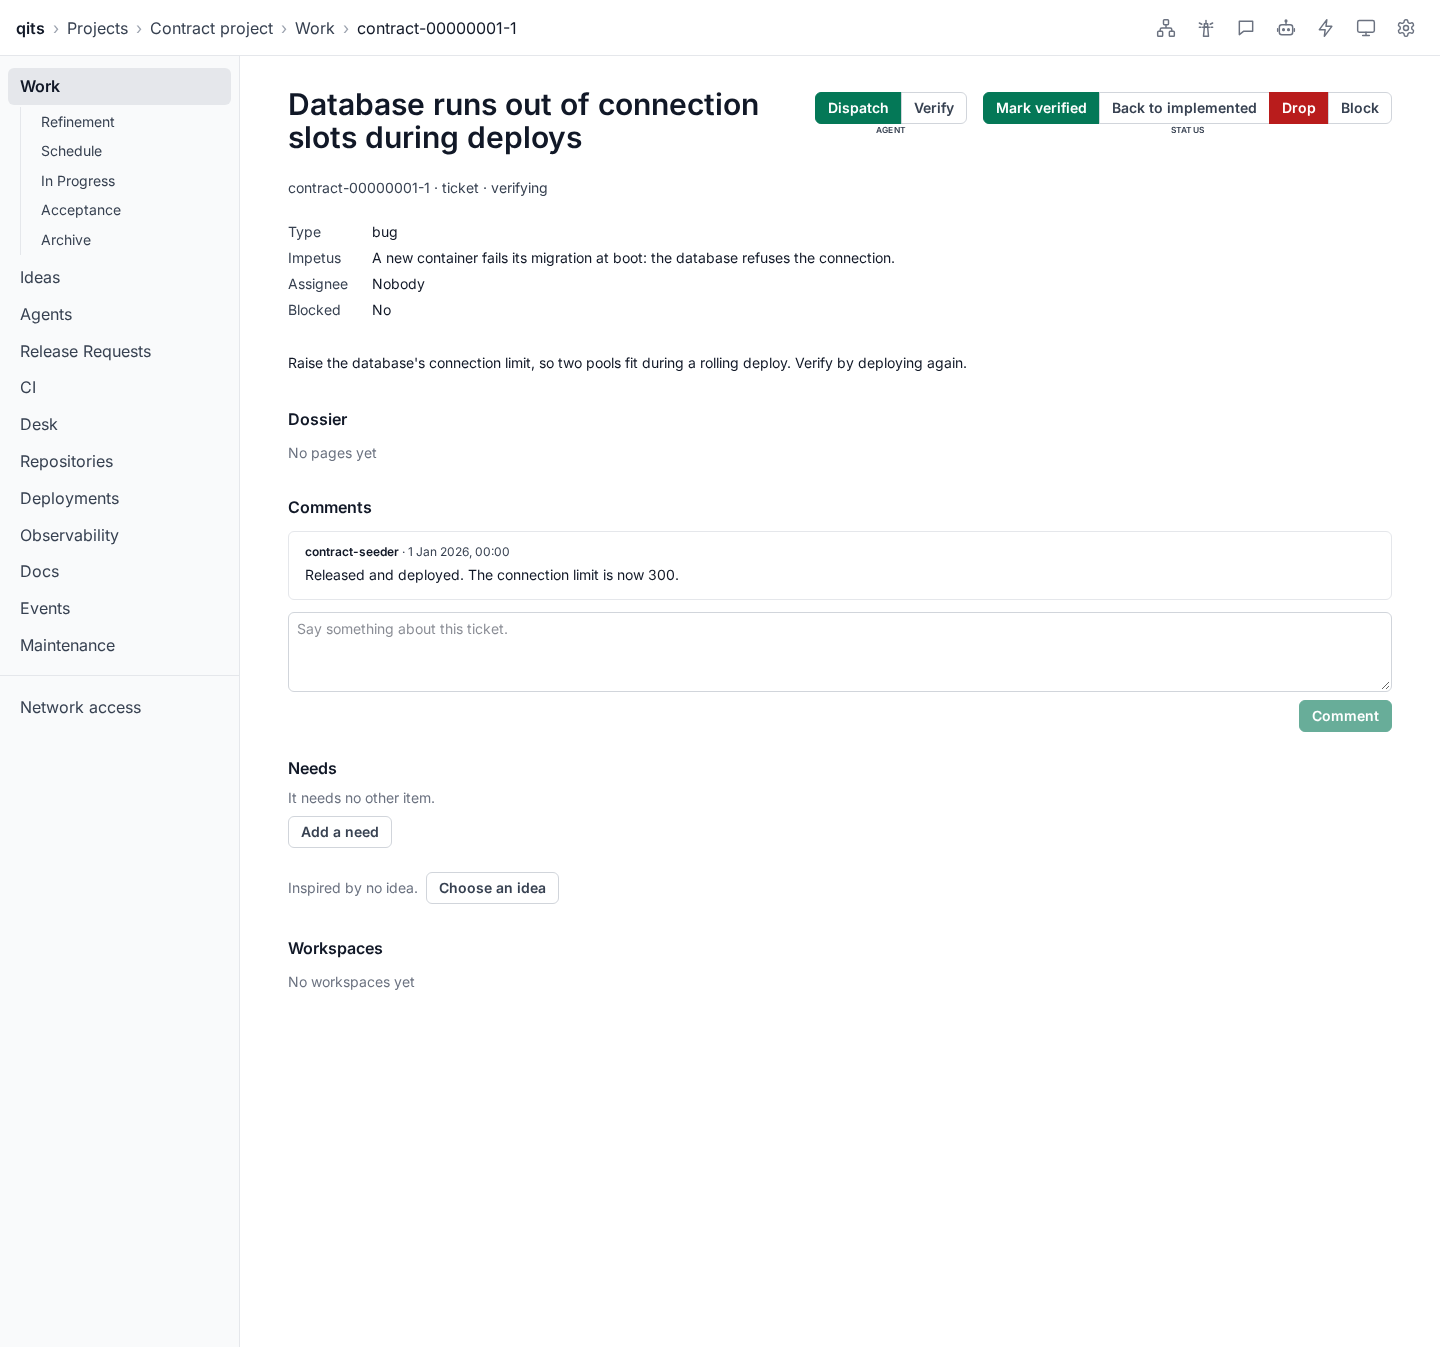 qits › Projects › Contract project › Work › contract-00000001-1
Work
Refinement
Schedule
In Progress
Acceptance
Archive
Ideas
Agents
Release Requests
CI
Desk
Repositories
Deployments
Observability
Docs
Events
Maintenance
Network access
Database runs out of connection
slots during deploys
Dispatch Verify
AGENT
Mark verified Back to implemented Drop Block
STATUS
contract-00000001-1 · ticket · verifying
Type bug
Impetus A new container fails its migration at boot: the database refuses the connection.
Assignee Nobody
Blocked No
Raise the database's connection limit, so two pools fit during a rolling deploy. Verify by deploying again.
Dossier
No pages yet
Comments
contract-seeder · 1 Jan 2026, 00:00
Released and deployed. The connection limit is now 300.
Say something about this ticket.
Comment
Needs
It needs no other item.
Add a need
Inspired by no idea. Choose an idea
Workspaces
No workspaces yet